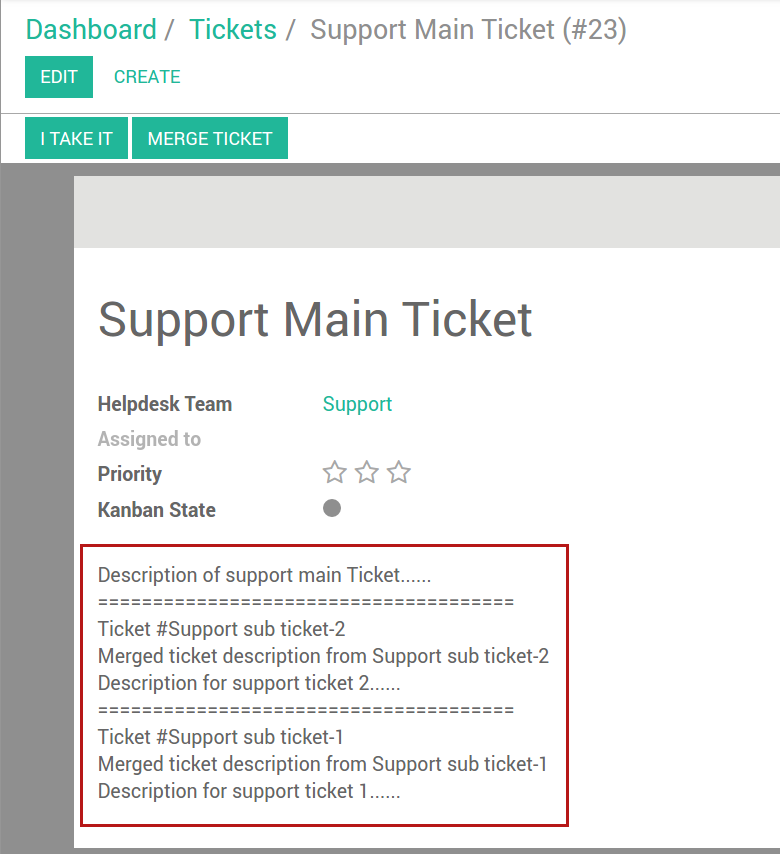 Dashboard / Tickets / Support Main Ticket (#23)
EDIT CREATE
I TAKE IT MERGE TICKET
Support Main Ticket
Helpdesk Team Support
Assigned to
Priority
Kanban State
Description of support main Ticket......
======================================
Ticket #Support sub ticket-2
Merged ticket description from Support sub ticket-2
Description for support ticket 2......
======================================
Ticket #Support sub ticket-1
Merged ticket description from Support sub ticket-1
Description for support ticket 1......